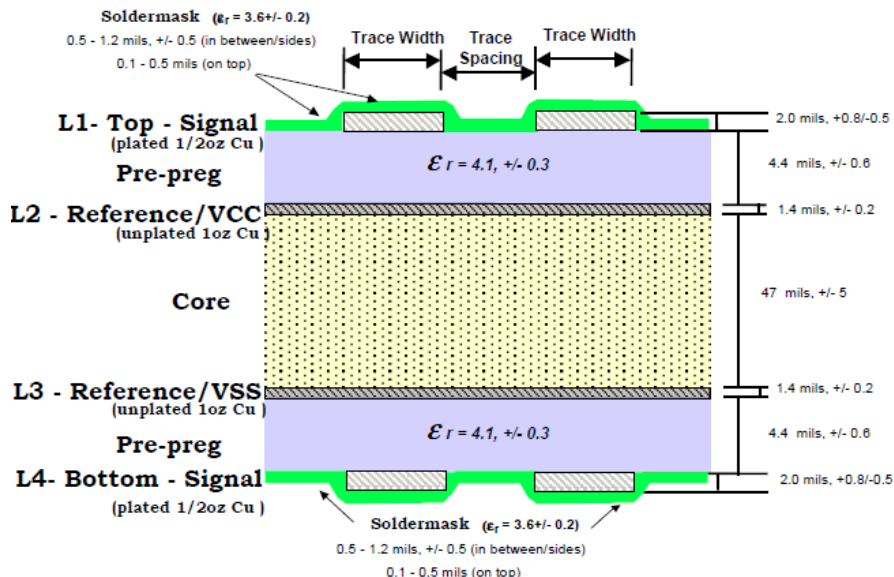 Soldermask (εr = 3.6+/- 0.2)
0.5 - 1.2 mils, +/- 0.5 (in between/sides)
0.1 - 0.5 mils (on top)
Trace Width
Trace Spacing
Trace Width
L1- Top - Signal
(plated 1/2oz Cu )
2.0 mils, +0.8/-0.5
Pre-preg
ε r = 4.1, +/- 0.3
4.4 mils, +/- 0.6
L2 - Reference/VCC
(unplated 1oz Cu)
1.4 mils, +/- 0.2
Core
47 mils, +/- 5
L3 - Reference/VSS
(unplated 1oz Cu)
1.4 mils, +/- 0.2
Pre-preg
ε r = 4.1, +/- 0.3
4.4 mils, +/- 0.6
L4- Bottom - Signal
(plated 1/2oz Cu )
2.0 mils, +0.8/-0.5
Soldermask (εr = 3.6+/- 0.2)
0.5 - 1.2 mils, +/- 0.5 (in between/sides)
0.1 - 0.5 mils (on top)